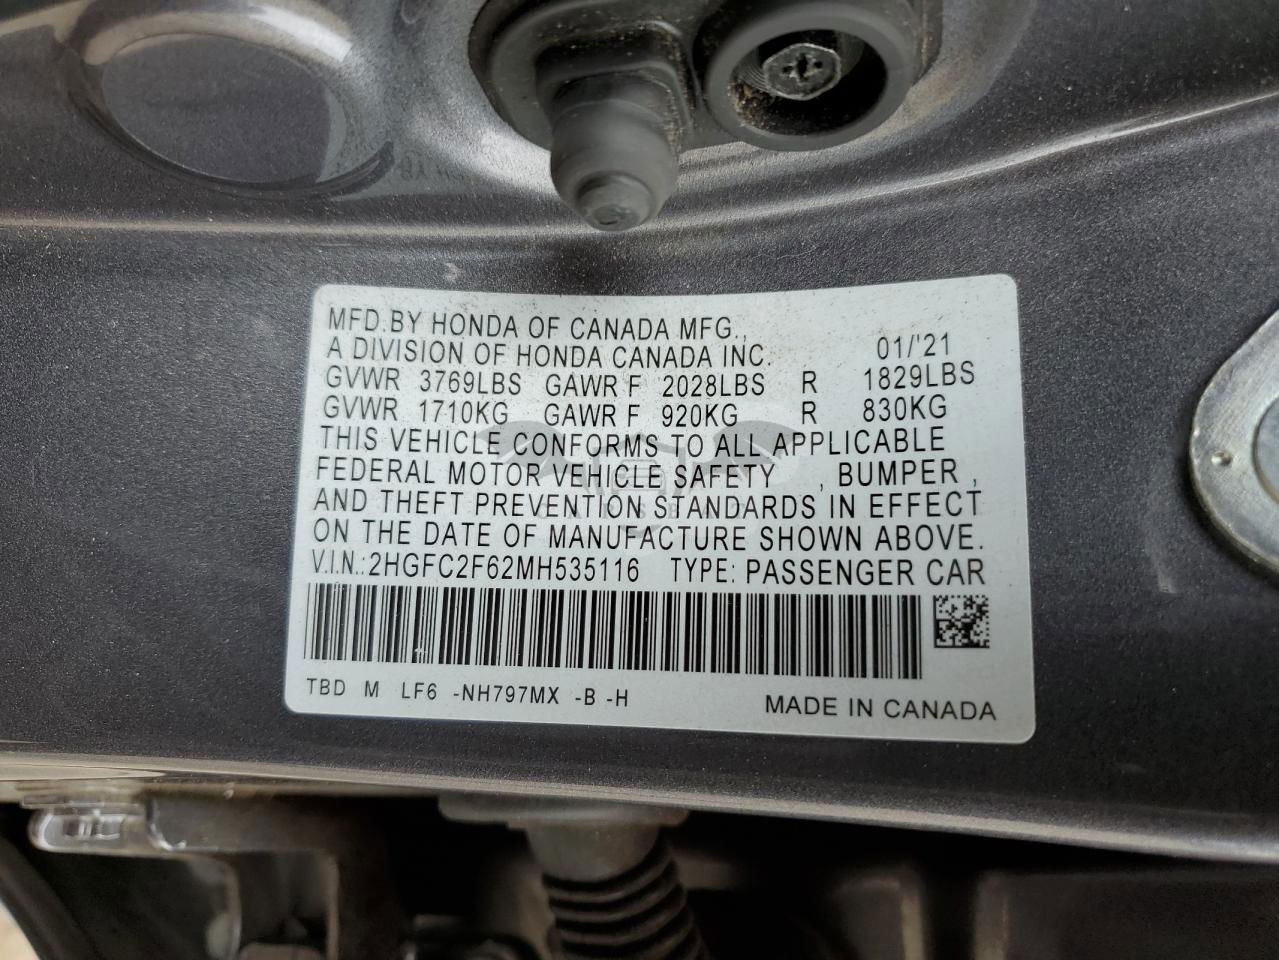 MFD.BY HONDA OF CANADA MFG.,
A DIVISION OF HONDA CANADA INC. 01/'21
GVWR 3769LBS GAWR F 2028LBS R 1829LBS
GVWR 1710KG GAWR F 920KG R 830KG
THIS VEHICLE CONFORMS TO ALL APPLICABLE
FEDERAL MOTOR VEHICLE SAFETY , BUMPER ,
AND THEFT PREVENTION STANDARDS IN EFFECT
ON THE DATE OF MANUFACTURE SHOWN ABOVE.
V.I.N.: 2HGFC2F62MH535116 TYPE: PASSENGER CAR
TBD M LF6 -NH797MX -B -H MADE IN CANADA